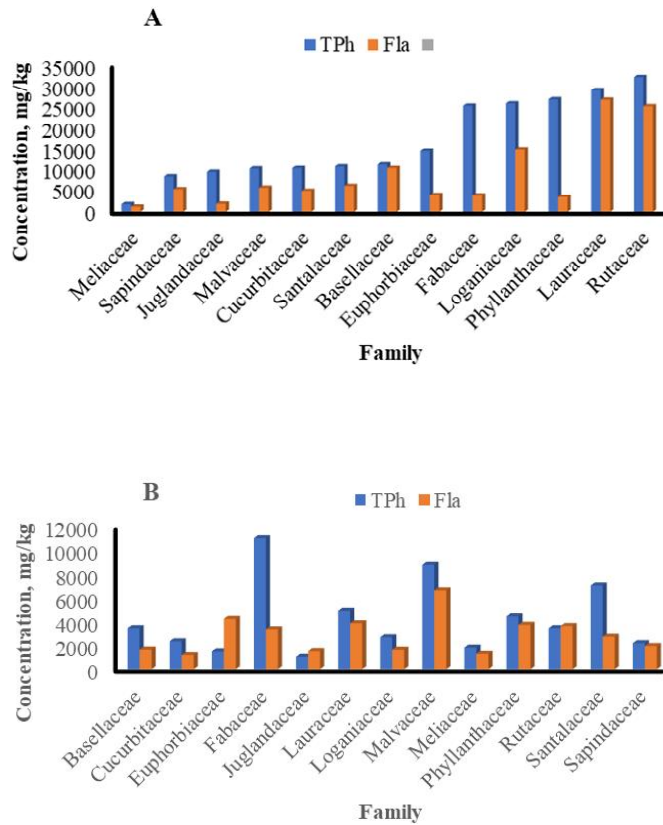 A
TPh Fla
35000
30000
25000
20000
15000
10000
5000
0
Concentration, mg/kg
Meliaceae
Sapindaceae
Juglandaceae
Malvaceae
Cucurbitaceae
Santalaceae
Basellaceae
Euphorbiaceae
Fabaceae
Loganiaceae
Phyllanthaceae
Lauraceae
Rutaceae
Family
B
TPh Fla
12000
10000
8000
6000
4000
2000
0
Concentration, mg/kg
Basellaceae
Cucurbitaceae
Euphorbiaceae
Fabaceae
Juglandaceae
Lauraceae
Loganiaceae
Malvaceae
Meliaceae
Phyllanthaceae
Rutaceae
Santalaceae
Sapindaceae
Family